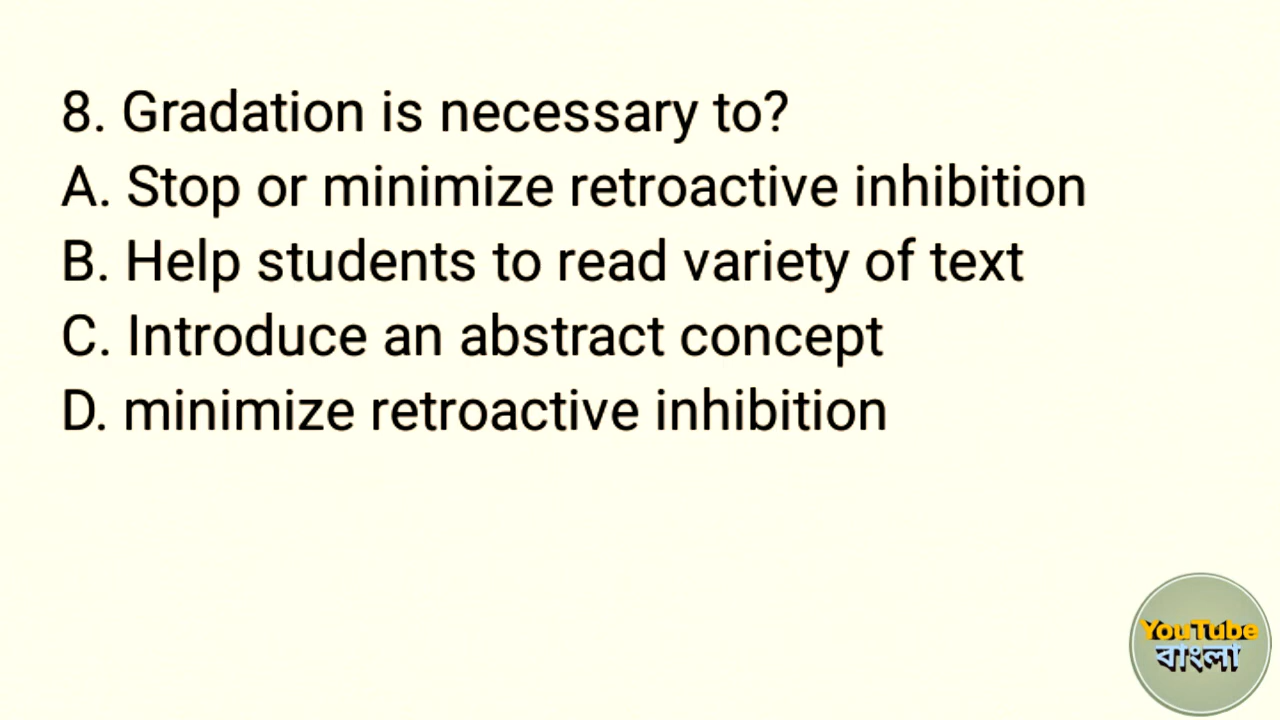 8. Gradation is necessary to?
A. Stop or minimize retroactive inhibition
B. Help students to read variety of text
C. Introduce an abstract concept
D. minimize retroactive inhibition
YouTube
বাংলা